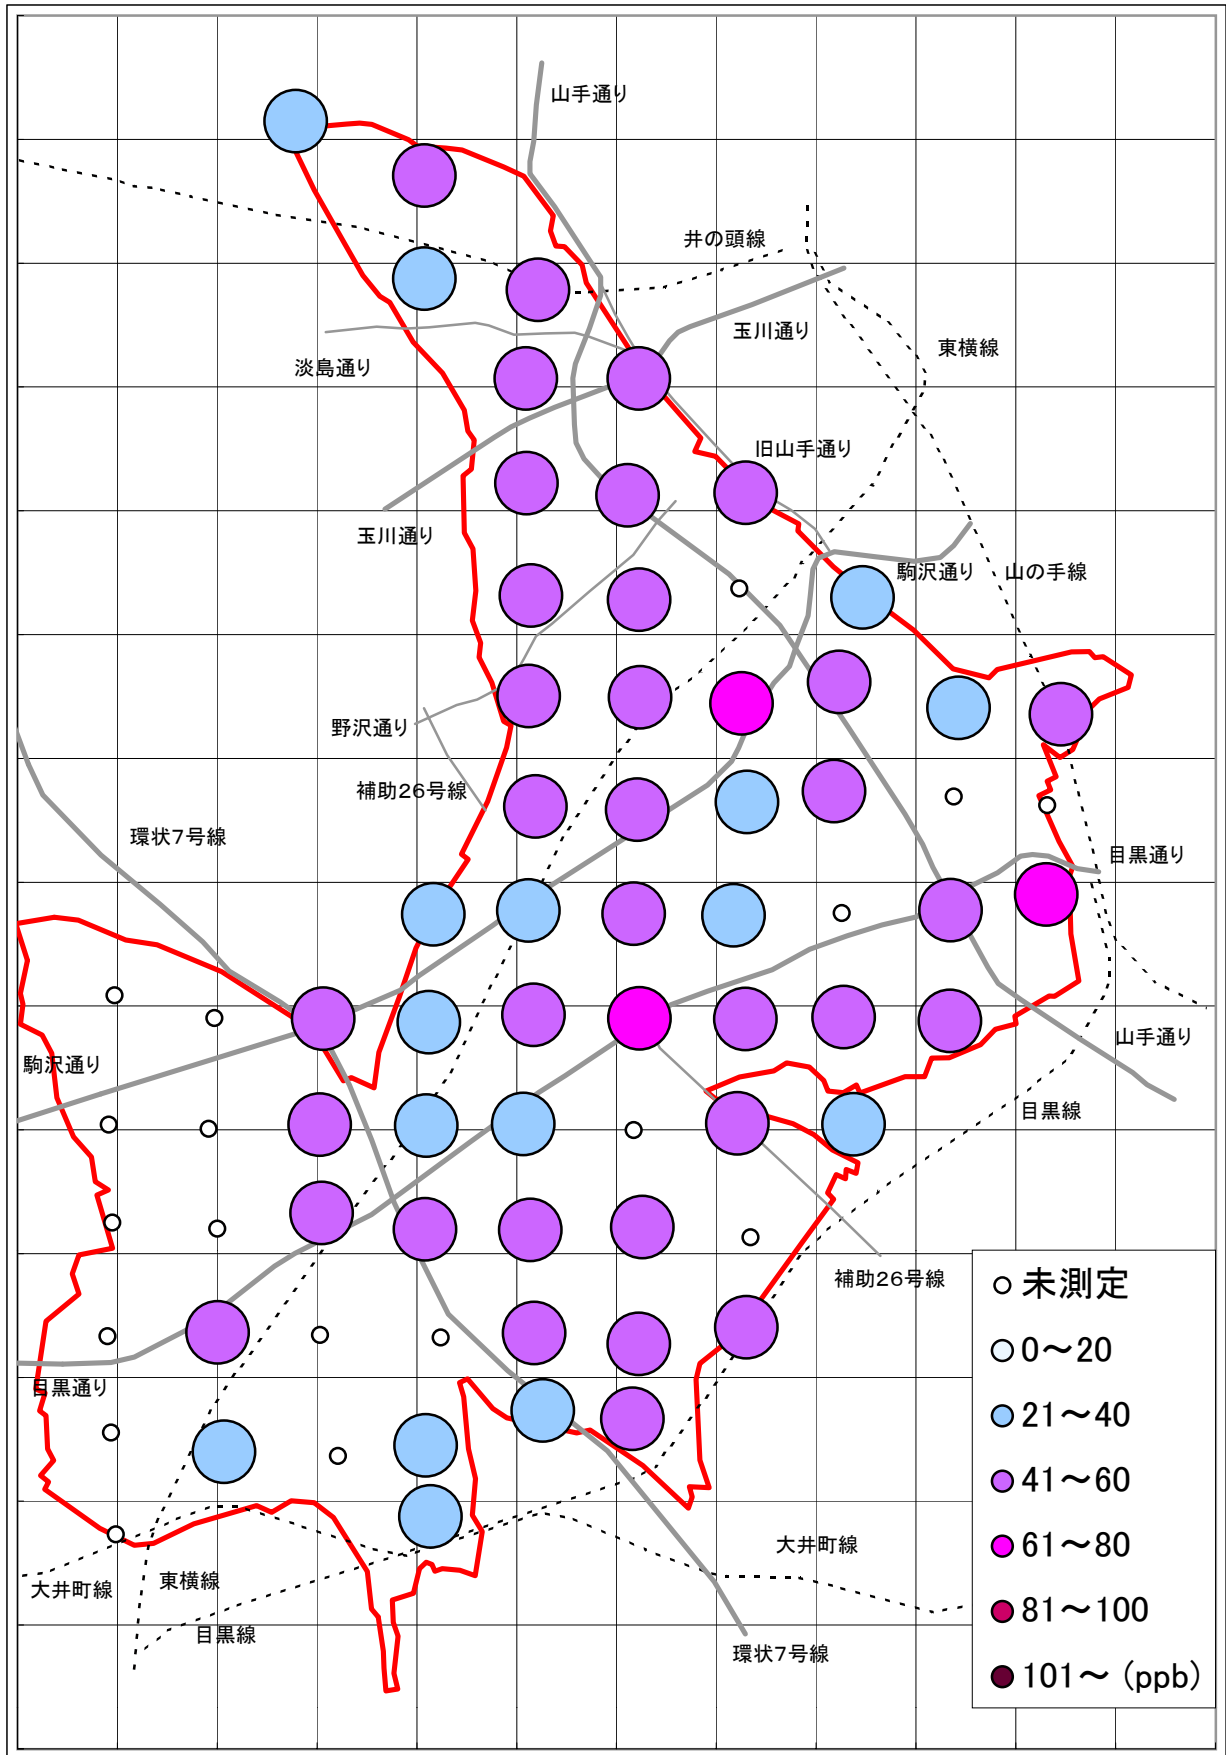 山手通り
井の頭線
玉川通り
東横線
淡島通り
旧山手通り
玉川通り
駒沢通り
山の手線
野沢通り
補助26号線
環状7号線
目黒通り
山手通り
駒沢通り
目黒線
補助26号線
目黒通り
大井町線
大井町線
東横線
目黒線
環状7号線
未測定
0～20
21～40
41～60
61～80
81～100
101～ (ppb)